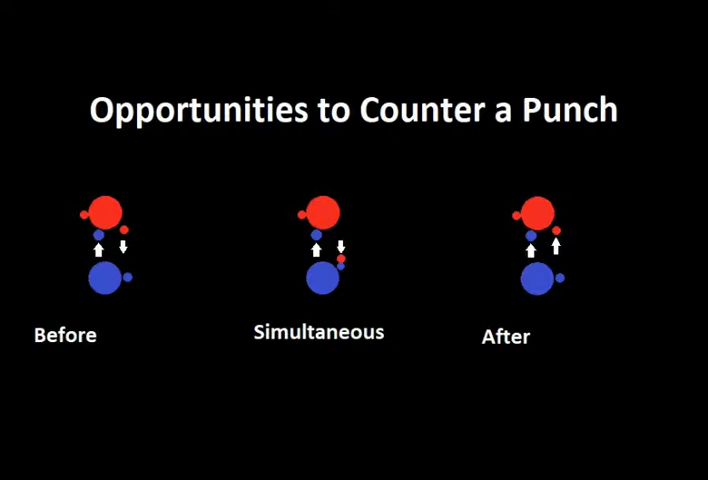 Opportunities to Counter a Punch
Before
Simultaneous
After